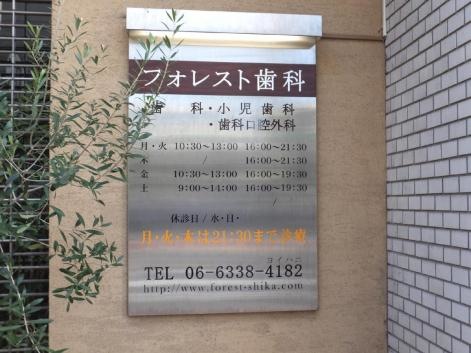 フォレスト歯科
歯 科・小児歯科
・歯科口腔外科
月・火 10:30〜13:00 16:00〜21:30
木 / 16:00〜21:30
金 10:30〜13:00 16:00〜19:30
土 9:00〜14:00 16:00〜19:30
/
休診日/水・日・
月・火・木は21:30まで診療
ヨイハニ
TEL 06-6338-4182
http://www.forest-shika.com